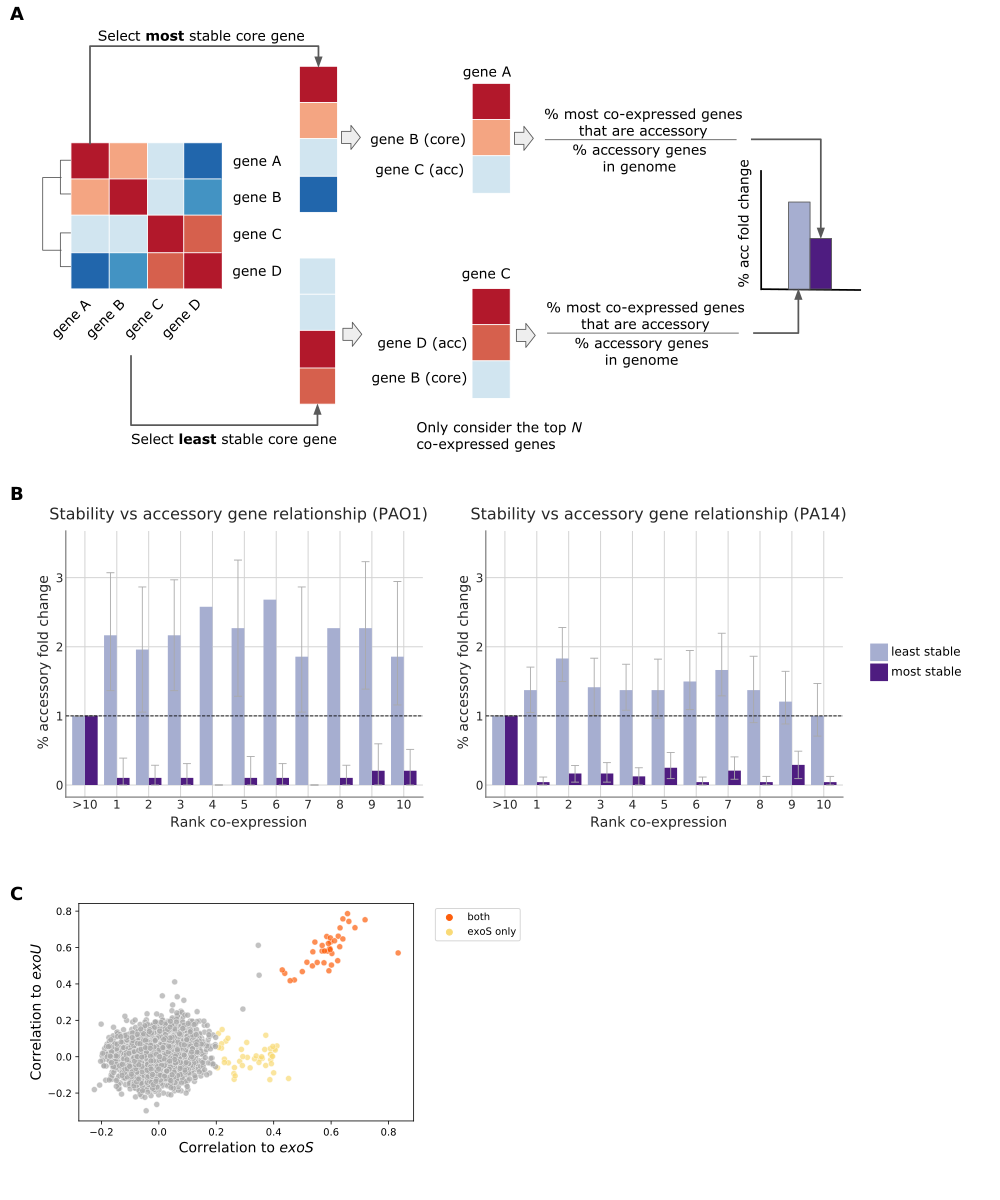 A
Select most stable core gene
gene A
gene B
gene C
gene D
gene A
gene B
gene C
gene D
Select least stable core gene
gene A
gene B (core)
gene C (acc)
gene C
gene D (acc)
gene B (core)
Only consider the top N
co-expressed genes
% most co-expressed genes
that are accessory
% accessory genes
in genome
% most co-expressed genes
that are accessory
% accessory genes
in genome
% acc fold change
B
Stability vs accessory gene relationship (PAO1)
% accessory fold change
3
2
1
0
>10 1 2 3 4 5 6 7 8 9 10
Rank co-expression
Stability vs accessory gene relationship (PA14)
% accessory fold change
3
2
1
0
>10 1 2 3 4 5 6 7 8 9 10
Rank co-expression
least stable
most stable
C
Correlation to exoU
0.8
0.6
0.4
0.2
0.0
−0.2
−0.2 0.0 0.2 0.4 0.6 0.8
Correlation to exoS
both
exoS only